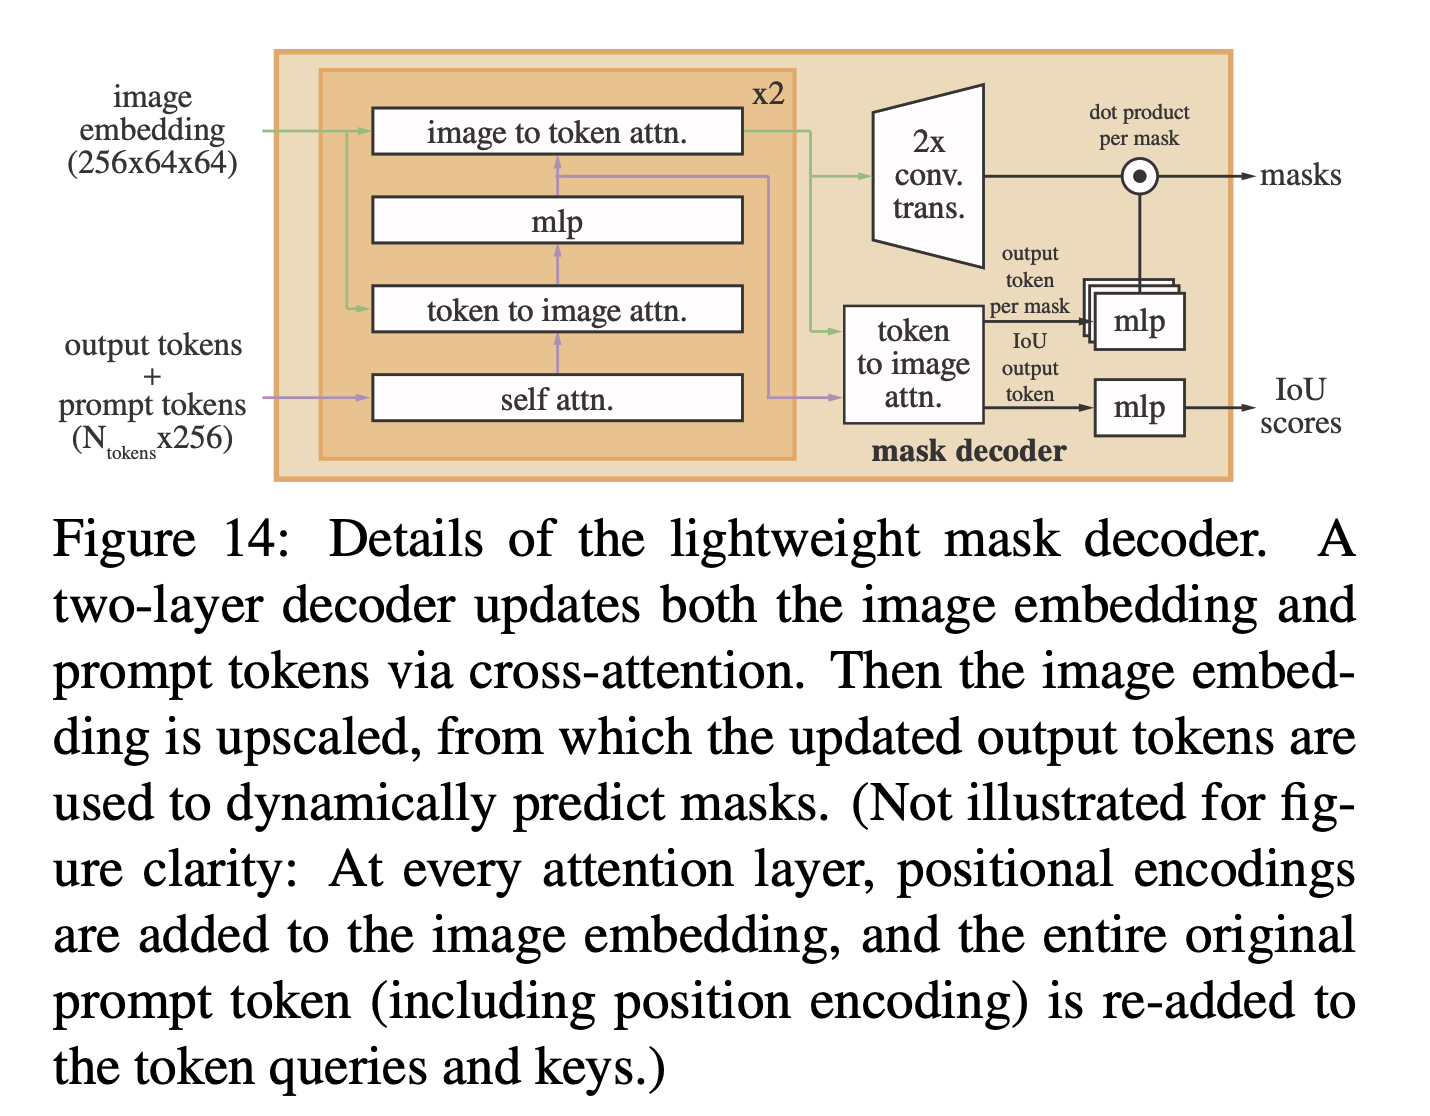 image
embedding
(256x64x64)
output tokens
+
prompt tokens
(Ntokensx256)
x2
image to token attn.
mlp
token to image attn.
self attn.
2x
conv.
trans.
dot product
per mask
masks
output
token
per mask
token
to image
attn.
mlp
IoU
output
token
mlp
IoU
scores
mask decoder
Figure 14: Details of the lightweight mask decoder. A
two-layer decoder updates both the image embedding and
prompt tokens via cross-attention. Then the image embed-
ding is upscaled, from which the updated output tokens are
used to dynamically predict masks. (Not illustrated for fig-
ure clarity: At every attention layer, positional encodings
are added to the image embedding, and the entire original
prompt token (including position encoding) is re-added to
the token queries and keys.)